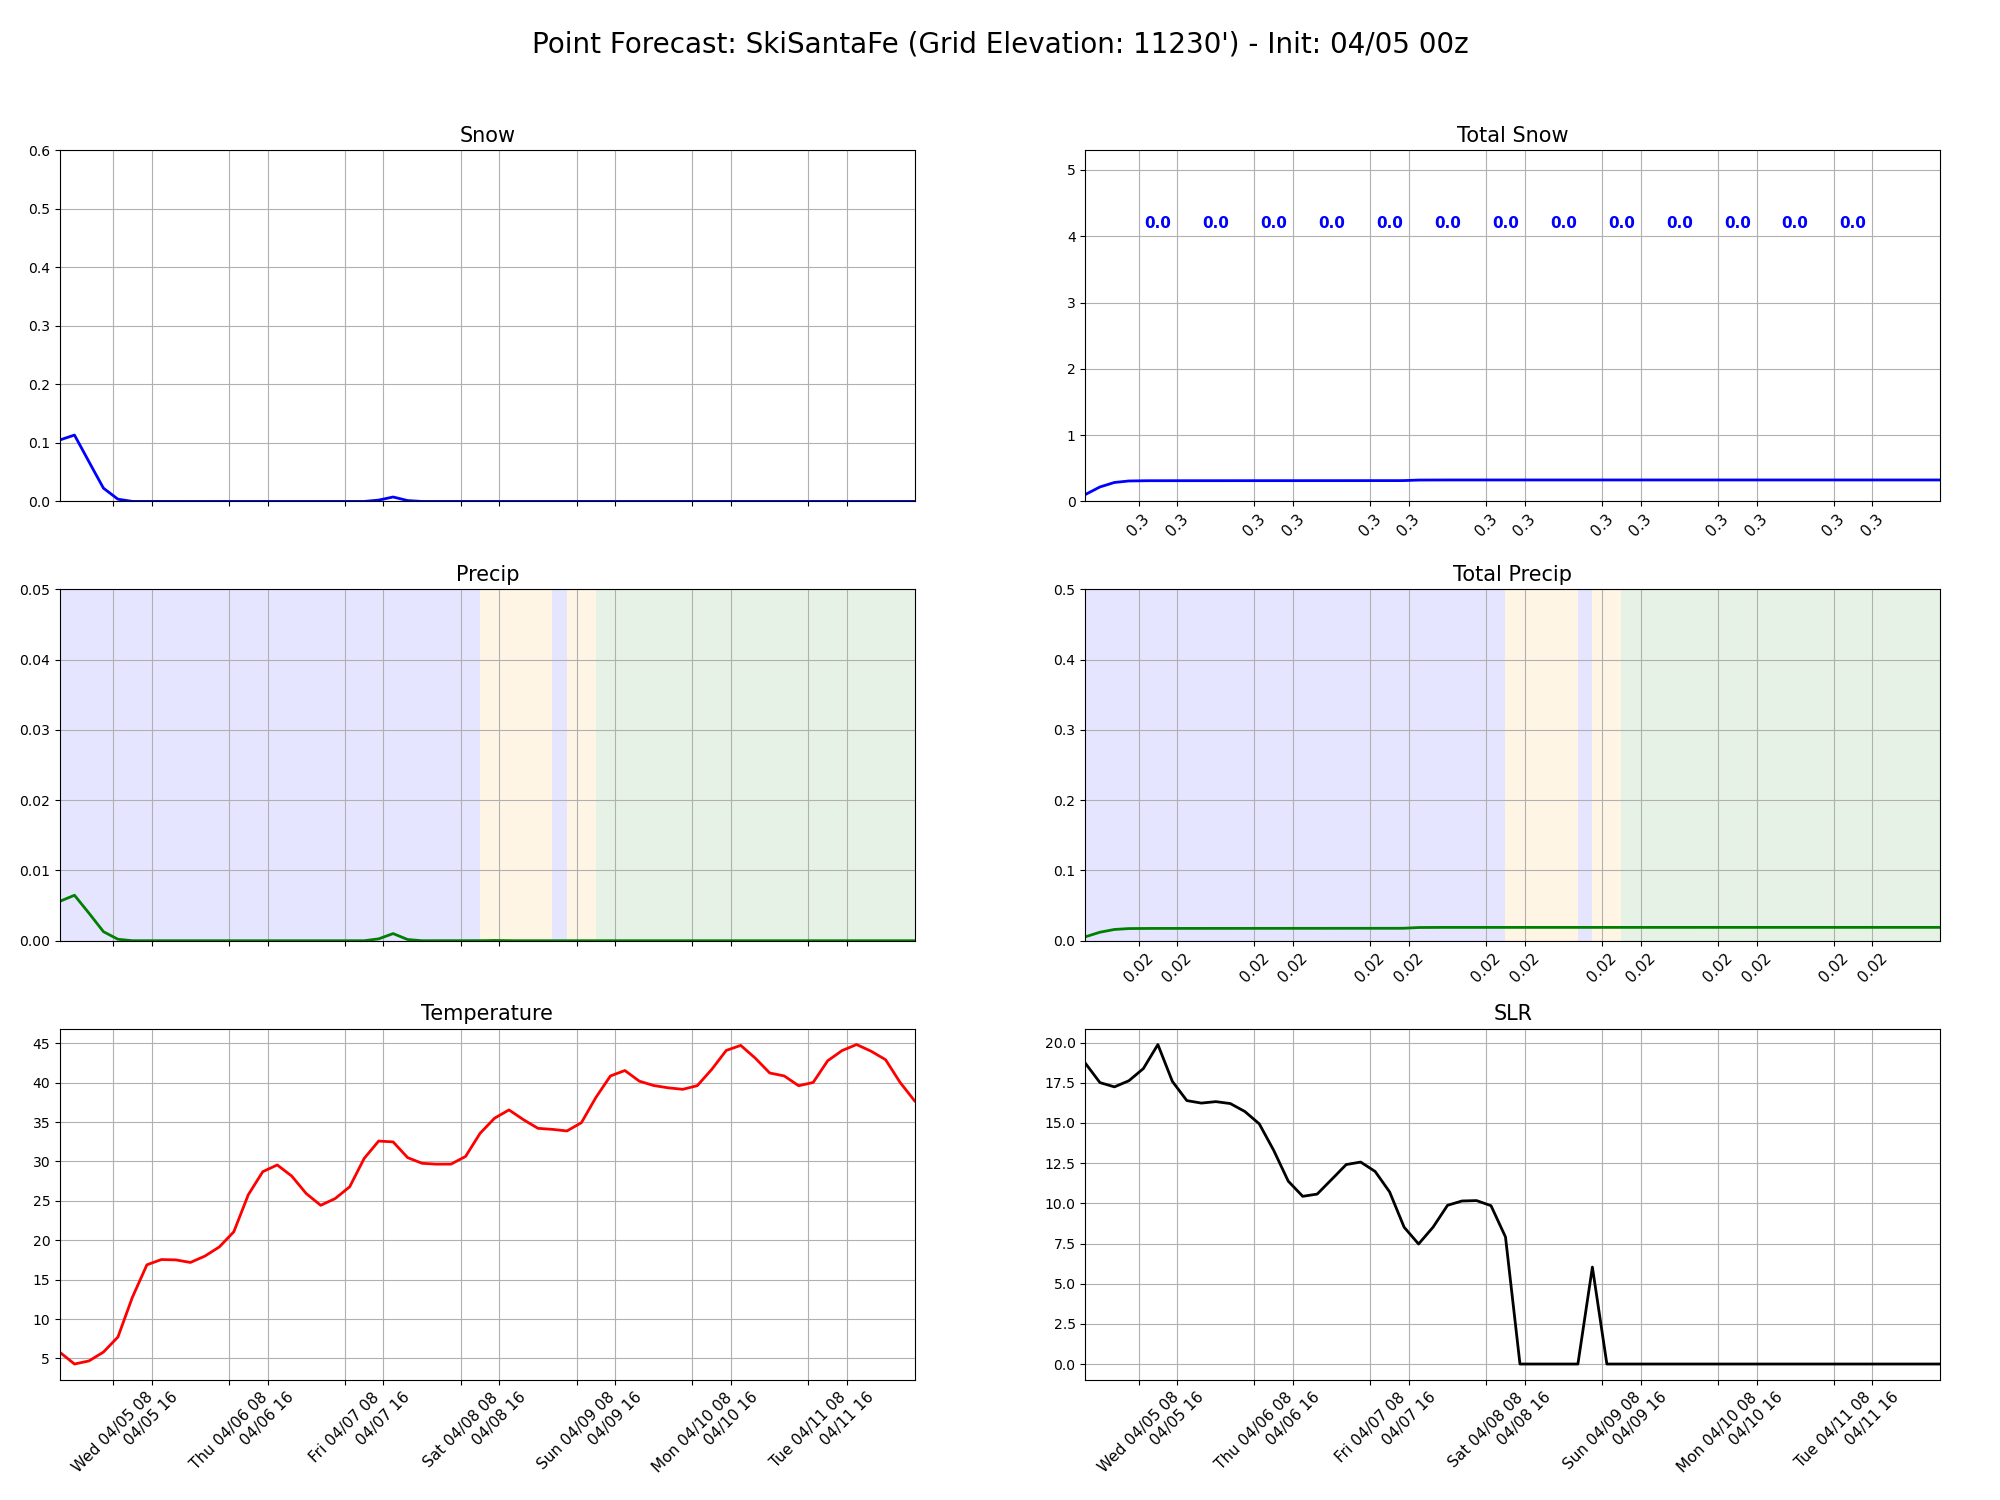 Point Forecast: SkiSantaFe (Grid Elevation: 11230') - Init: 04/05 00z
Snow
0.6
0.5
0.4
0.3
0.2
0.1
0.0
Total Snow
5
4
3
2
1
0
0.0 0.0 0.0 0.0 0.0 0.0 0.0 0.0 0.0 0.0 0.0 0.0 0.0
0.3 0.3 0.3 0.3 0.3 0.3 0.3 0.3 0.3 0.3 0.3 0.3 0.3 0.3
Precip
0.05
0.04
0.03
0.02
0.01
0.00
Total Precip
0.5
0.4
0.3
0.2
0.1
0.0
0.02 0.02 0.02 0.02 0.02 0.02 0.02 0.02 0.02 0.02 0.02 0.02 0.02 0.02
Temperature
45
40
35
30
25
20
15
10
5
Wed 04/05 08
04/05 16
Thu 04/06 08
04/06 16
Fri 04/07 08
04/07 16
Sat 04/08 08
04/08 16
Sun 04/09 08
04/09 16
Mon 04/10 08
04/10 16
Tue 04/11 08
04/11 16
SLR
20.0
17.5
15.0
12.5
10.0
7.5
5.0
2.5
0.0
Wed 04/05 08
04/05 16
Thu 04/06 08
04/06 16
Fri 04/07 08
04/07 16
Sat 04/08 08
04/08 16
Sun 04/09 08
04/09 16
Mon 04/10 08
04/10 16
Tue 04/11 08
04/11 16